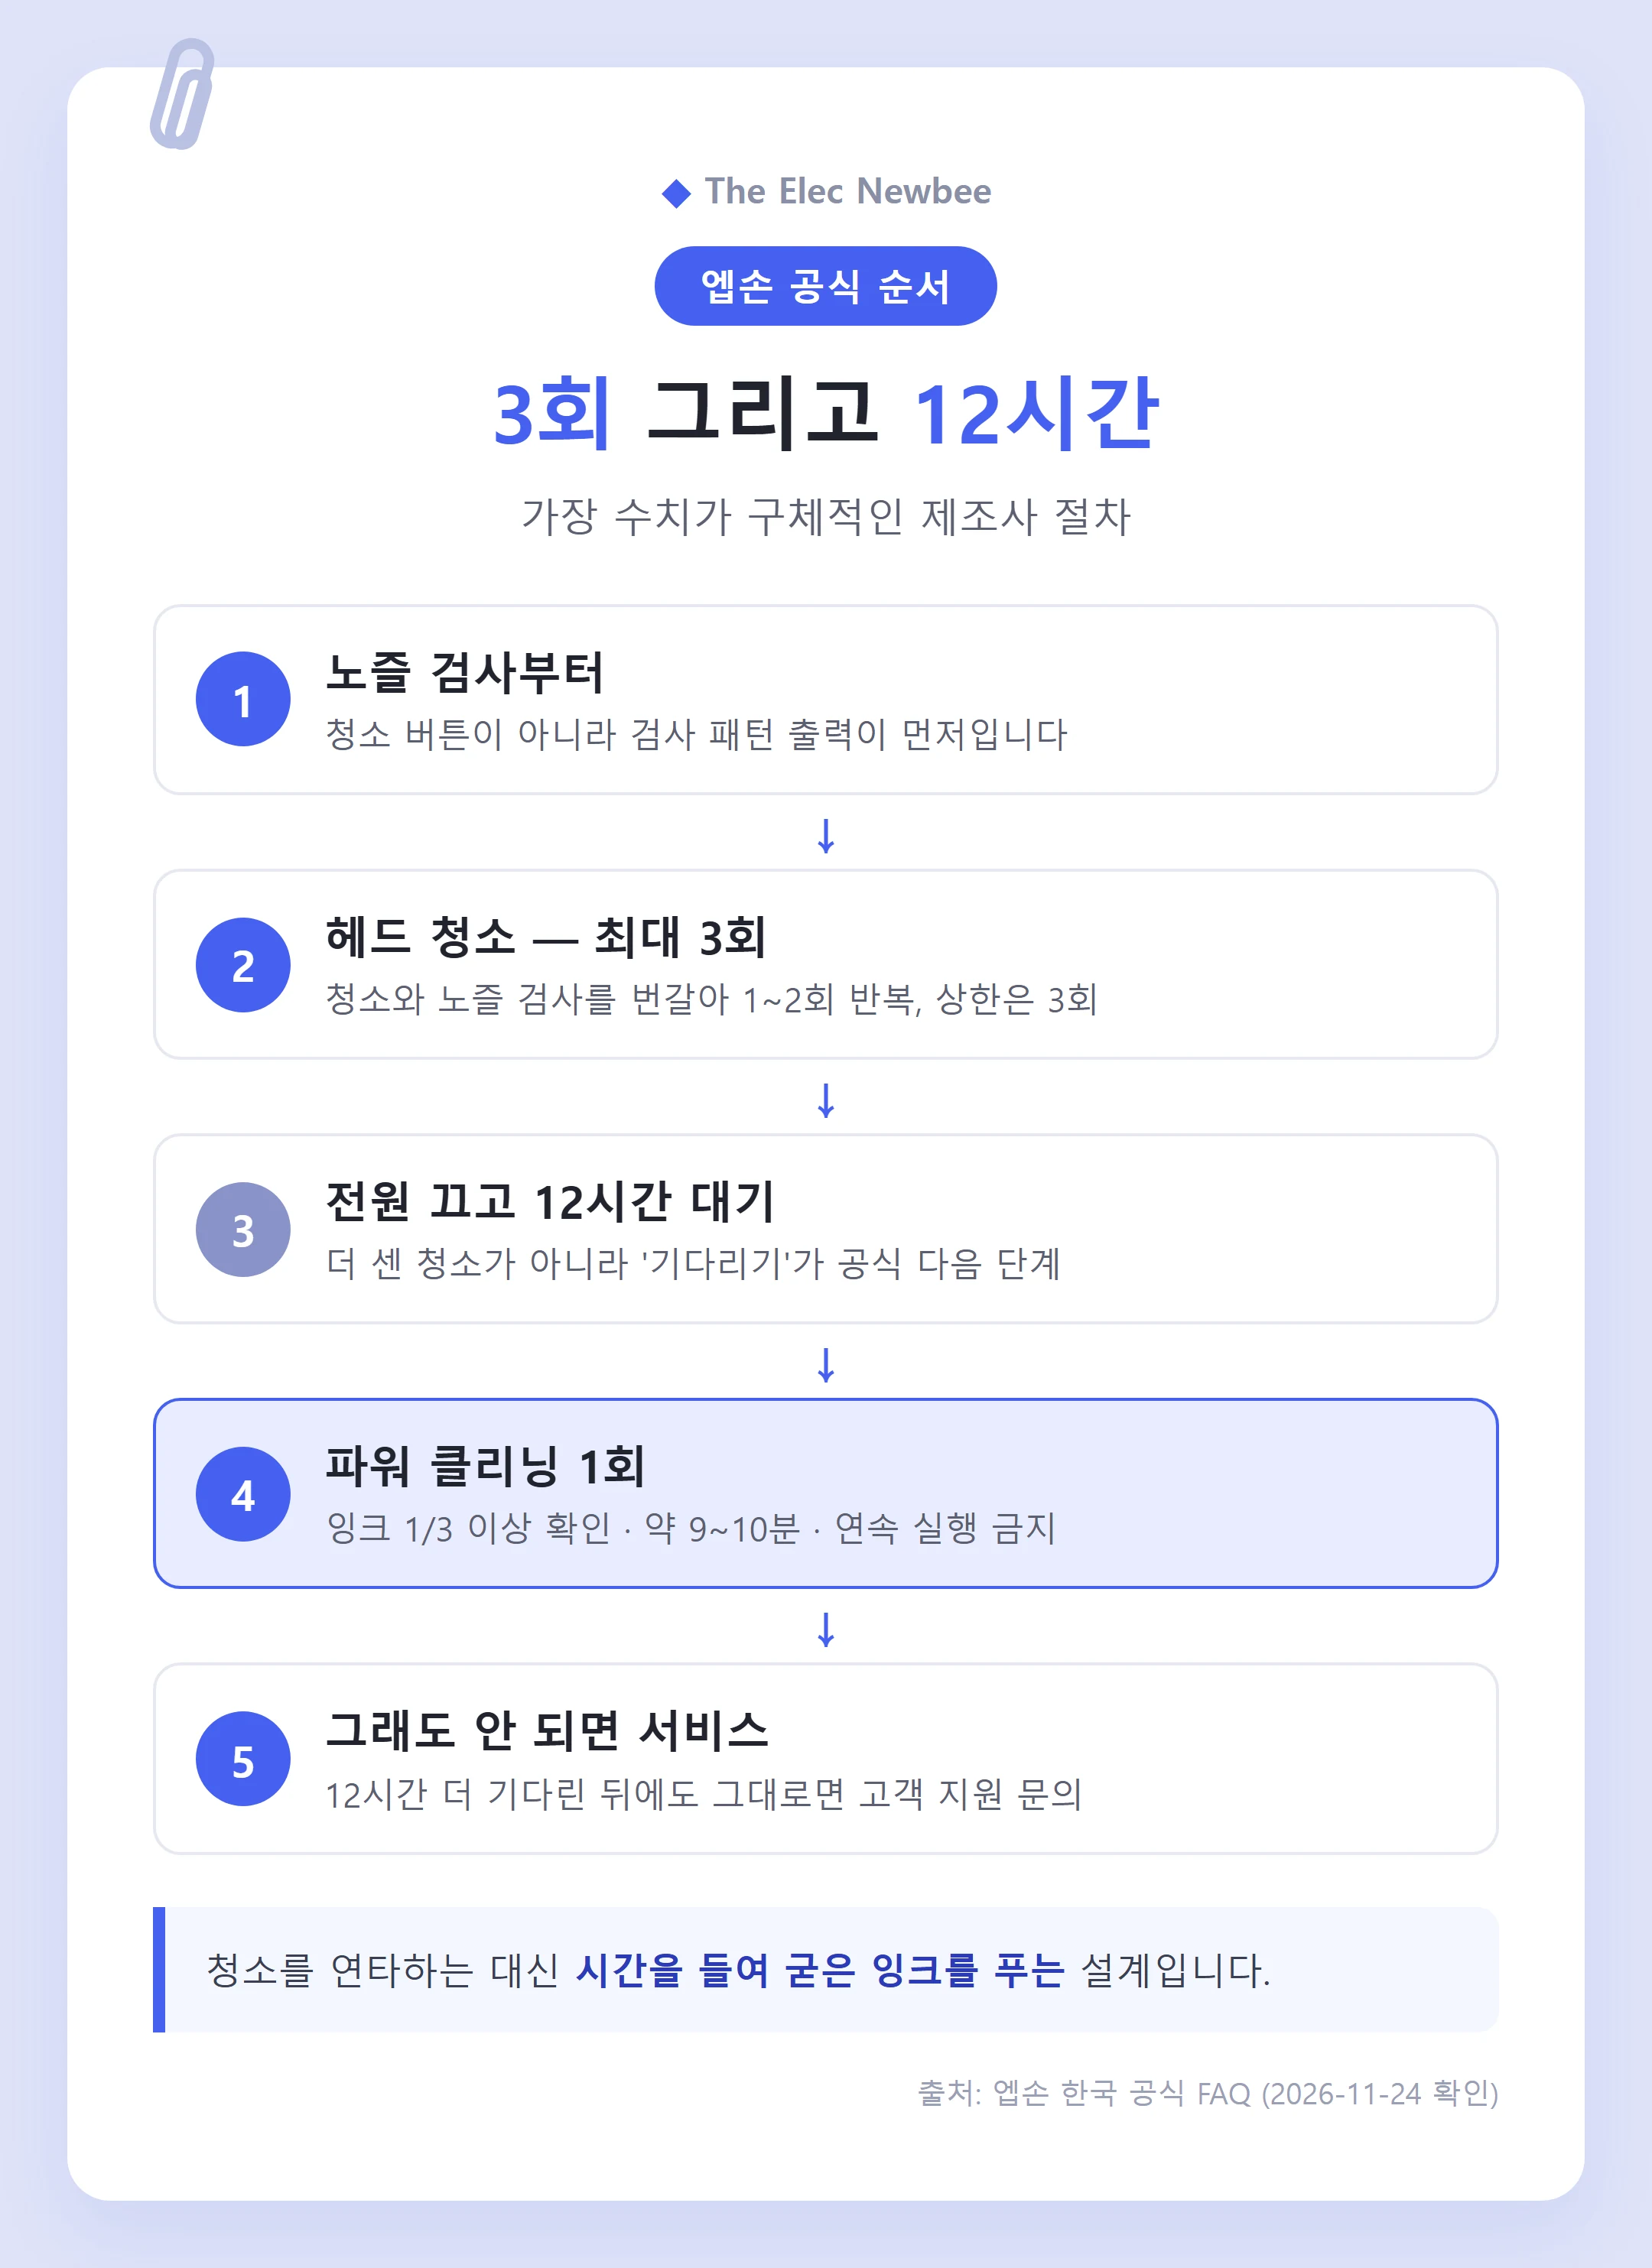 ◆ The Elec Newbee
엡손 공식 순서
3회 그리고 12시간
가장 수치가 구체적인 제조사 절차
1
노즐 검사부터
청소 버튼이 아니라 검사 패턴 출력이 먼저입니다
↓
2
헤드 청소 — 최대 3회
청소와 노즐 검사를 번갈아 1~2회 반복, 상한은 3회
↓
3
전원 끄고 12시간 대기
더 센 청소가 아니라 '기다리기'가 공식 다음 단계
↓
4
파워 클리닝 1회
잉크 1/3 이상 확인 · 약 9~10분 · 연속 실행 금지
↓
5
그래도 안 되면 서비스
12시간 더 기다린 뒤에도 그대로면 고객 지원 문의
청소를 연타하는 대신 시간을 들여 굳은 잉크를 푸는 설계입니다.
출처: 엡손 한국 공식 FAQ (2026-11-24 확인)